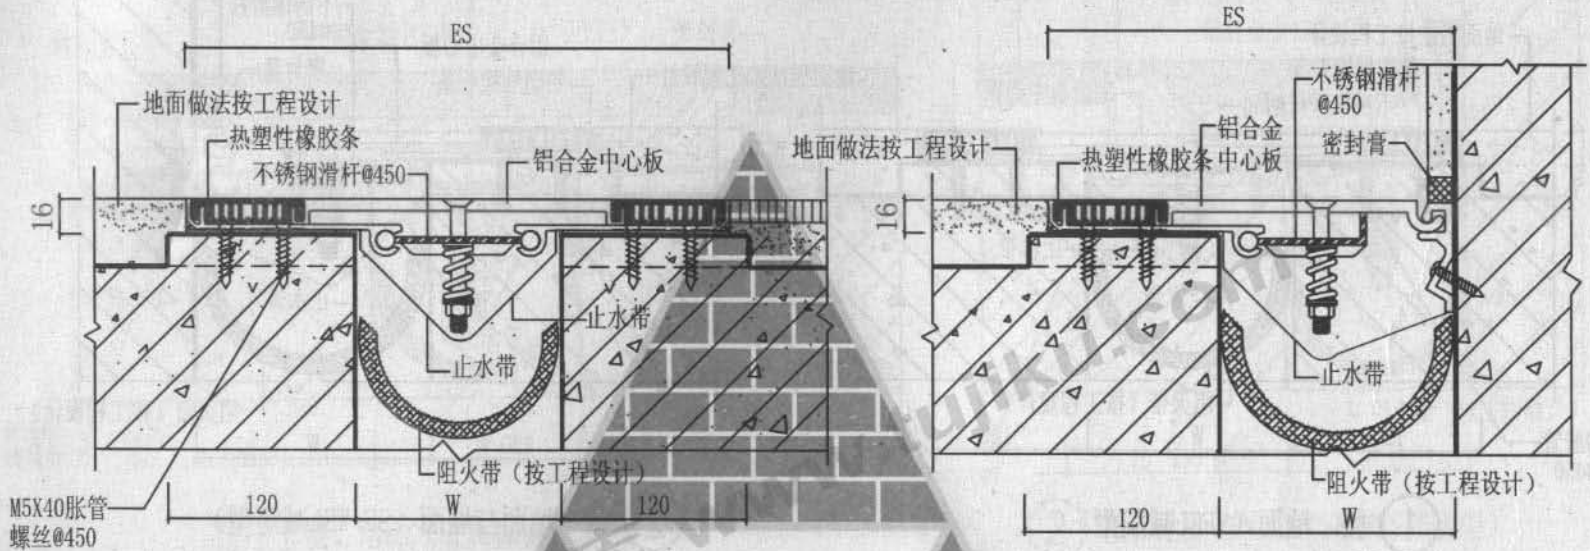 ES
地面做法按工程设计
热塑性橡胶条
不锈钢滑杆@450
铝合金中心板
16
止水带
止水带
阻火带（按工程设计）
M5X40胀管
螺丝@450
120
W
120
ES
不锈钢滑杆
@450
铝合金
中心板
密封膏
地面做法按工程设计
热塑性橡胶条
16
止水带
阻火带（按工程设计）
120
W
tujiku.com